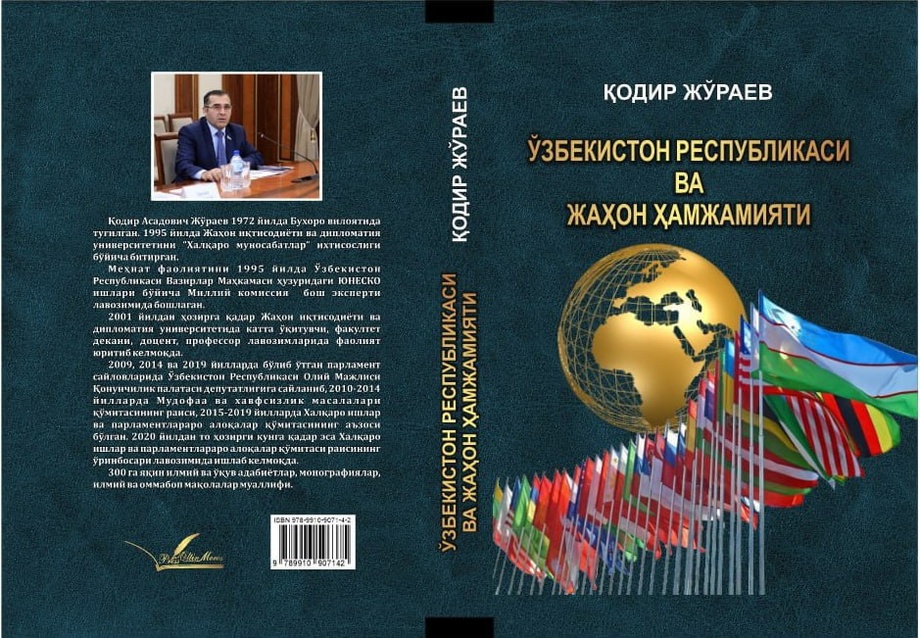 Қодир Асадович Жўраев 1972 йилда Бухоро вилоятида
туғилган. 1995 йилда Жаҳон иқтисодиёти ва дипломатия
университетини "Халқаро муносабатлар" ихтисослиги
бўйича битирган.
Меҳнат фаолиятини 1995 йилда Ўзбекистон
Республикаси Вазирлар Маҳкамаси ҳузуридаги ЮНЕСКО
ишлари бўйича Миллий комиссия бош эксперти
лавозимида бошлаган.
2001 йилдан ҳозирга қадар Жаҳон иқтисодиёти ва
дипломатия университетида катта ўқитувчи, факультет
декани, доцент, профессор лавозимларида фаолият
юритиб келмоқда.
2009, 2014 ва 2019 йилларда бўлиб ўтган парламент
сайловларида Ўзбекистон Республикаси Олий Мажлиси
Қонунчилик палатаси депутатлигига сайланиб, 2010-2014
йилларда Мудофаа ва хавфсизлик масалалари
қўмитасининг раиси, 2015-2019 йилларда Халқаро ишлар
ва парламентлараро алоқалар қўмитасининг аъзоси
бўлган. 2020 йилдан то ҳозирги кунга қадар эса Халқаро
ишлар ва парламентлараро алоқалар қўмитаси раисининг
ўринбосари лавозимида ишлаб келмоқда.
300 га яқин илмий ва ўқув адабиётлар, монографиялар,
илмий ва оммабоп мақолалар муаллифи.
ISBN 978-9910-9071-4-2
9 789910 907142
ҚОДИР ЖЎРАЕВ
ЎЗБЕКИСТОН РЕСПУБЛИКАСИ
ВА ЖАҲОН ҲАМЖАМИЯТИ
ҚОДИР ЖЎРАЕВ
ЎЗБЕКИСТОН РЕСПУБЛИКАСИ
ВА
ЖАҲОН ҲАМЖАМИЯТИ